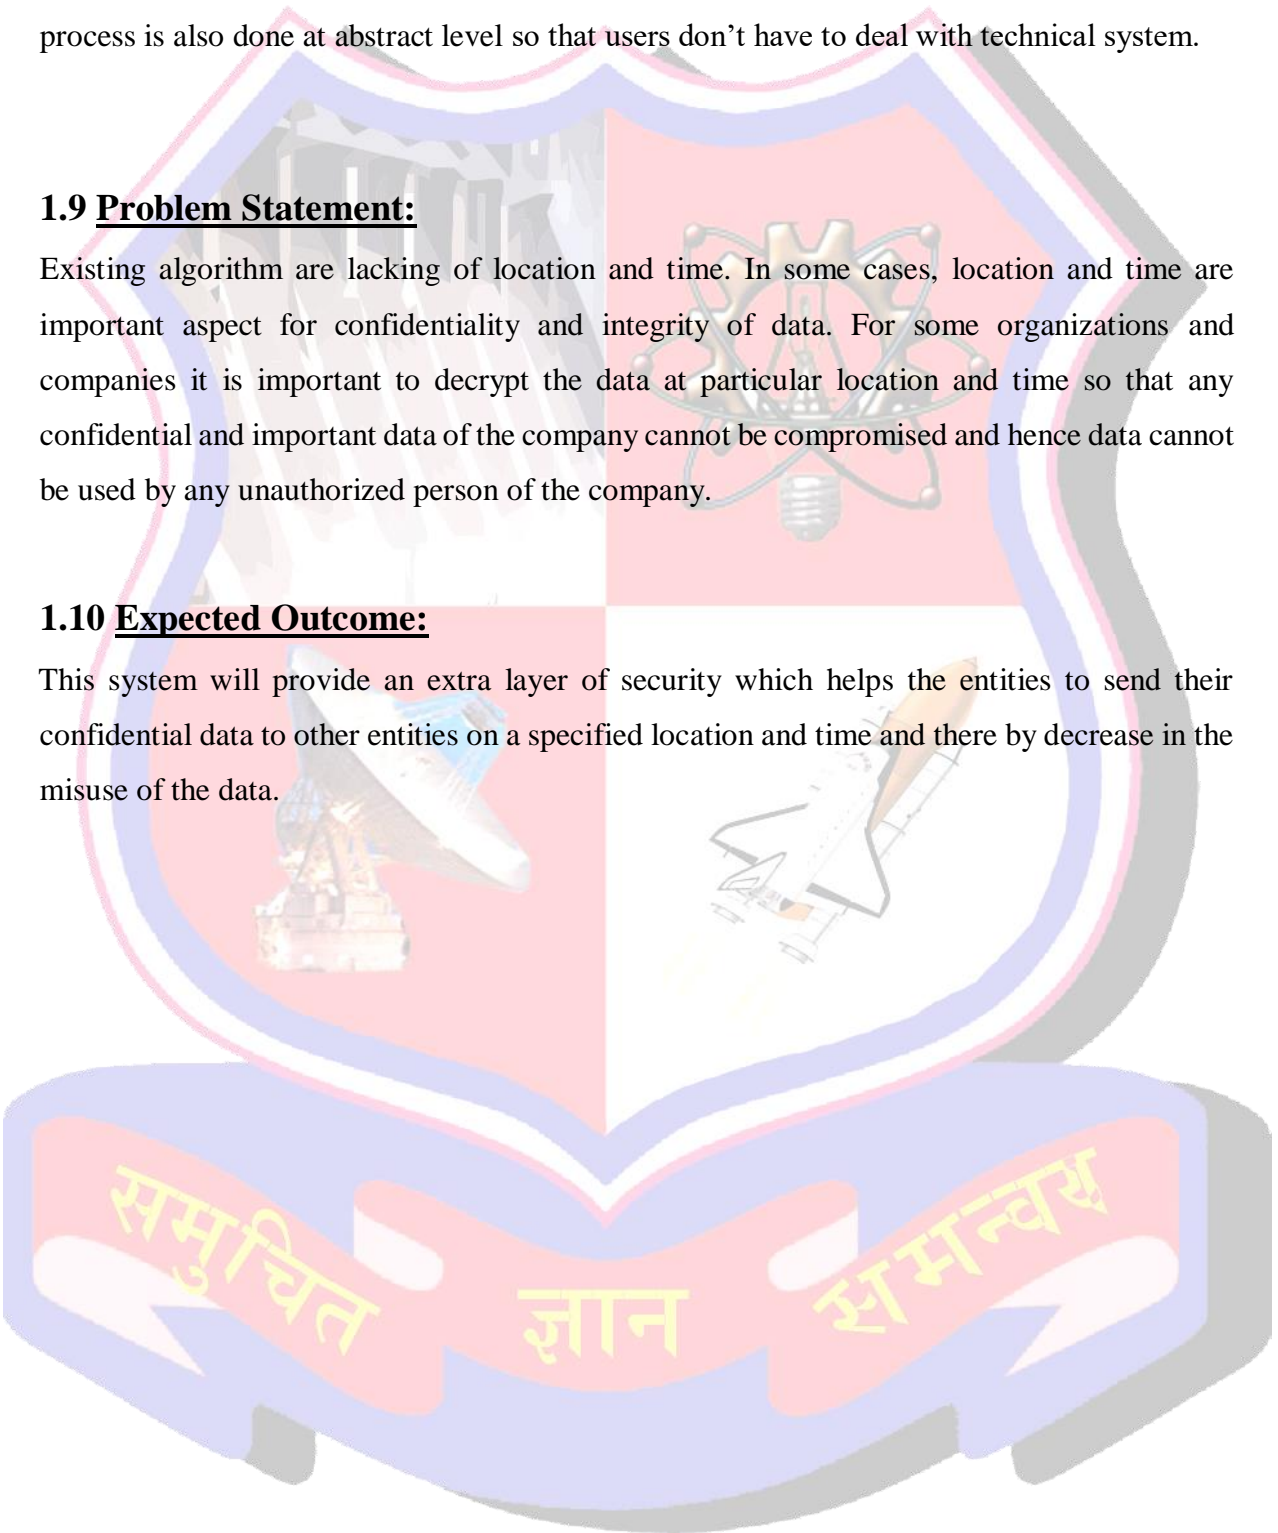 process is also done at abstract level so that users don’t have to deal with technical system.
1.9 Problem Statement:
Existing algorithm are lacking of location and time. In some cases, location and time are
important aspect for confidentiality and integrity of data. For some organizations and
companies it is important to decrypt the data at particular location and time so that any
confidential and important data of the company cannot be compromised and hence data cannot
be used by any unauthorized person of the company.
1.10 Expected Outcome:
This system will provide an extra layer of security which helps the entities to send their
confidential data to other entities on a specified location and time and there by decrease in the
misuse of the data.
समुचित ज्ञान समन्वय